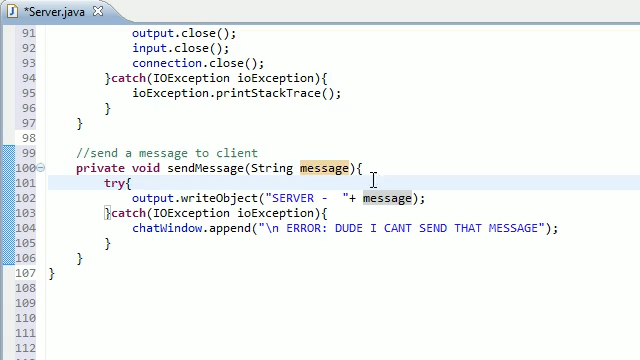 *Server.java
91 output.close();
92 input.close();
93 connection.close();
94 }catch(IOException ioException){
95 ioException.printStackTrace();
96 }
97 }
98
99 //send a message to client
100 private void sendMessage(String message){
101 try{
102 output.writeObject("SERVER -  "+ message);
103 }catch(IOException ioException){
104 chatWindow.append("\n ERROR: DUDE I CANT SEND THAT MESSAGE");
105 }
106 }
107 }
108
109
110
111
112